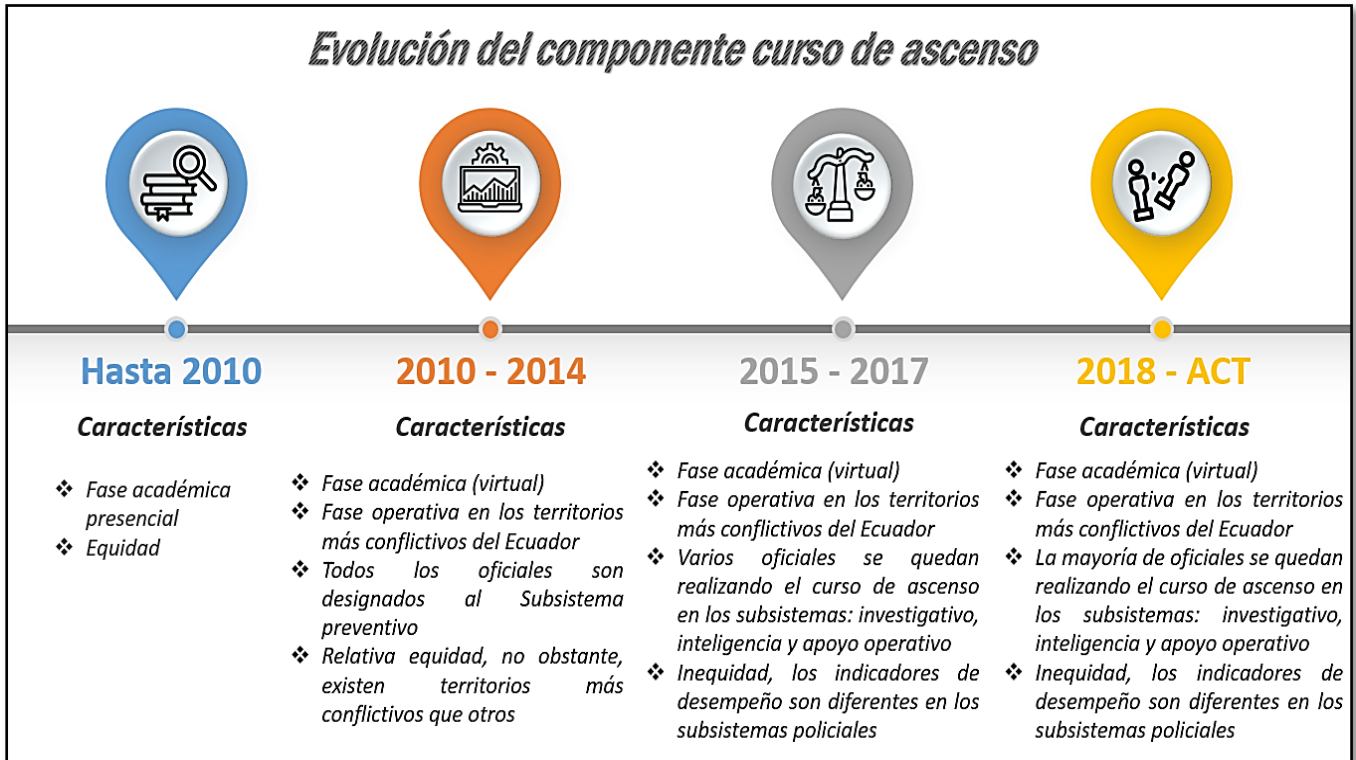 Evolución del componente curso de ascenso
Hasta 2010
Características
❖ Fase académica
presencial
❖ Equidad
2010 - 2014
Características
❖ Fase académica (virtual)
❖ Fase operativa en los territorios
más conflictivos del Ecuador
❖ Todos los oficiales son
designados al Subsistema
preventivo
❖ Relativa equidad, no obstante,
existen territorios más
conflictivos que otros
2015 - 2017
Características
❖ Fase académica (virtual)
❖ Fase operativa en los territorios
más conflictivos del Ecuador
❖ Varios oficiales se quedan
realizando el curso de ascenso
en los subsistemas: investigativo,
inteligencia y apoyo operativo
❖ Inequidad, los indicadores de
desempeño son diferentes en los
subsistemas policiales
2018 - ACT
Características
❖ Fase académica (virtual)
❖ Fase operativa en los territorios
más conflictivos del Ecuador
❖ La mayoría de oficiales se quedan
realizando el curso de ascenso en
los subsistemas: investigativo,
inteligencia y apoyo operativo
❖ Inequidad, los indicadores de
desempeño son diferentes en los
subsistemas policiales